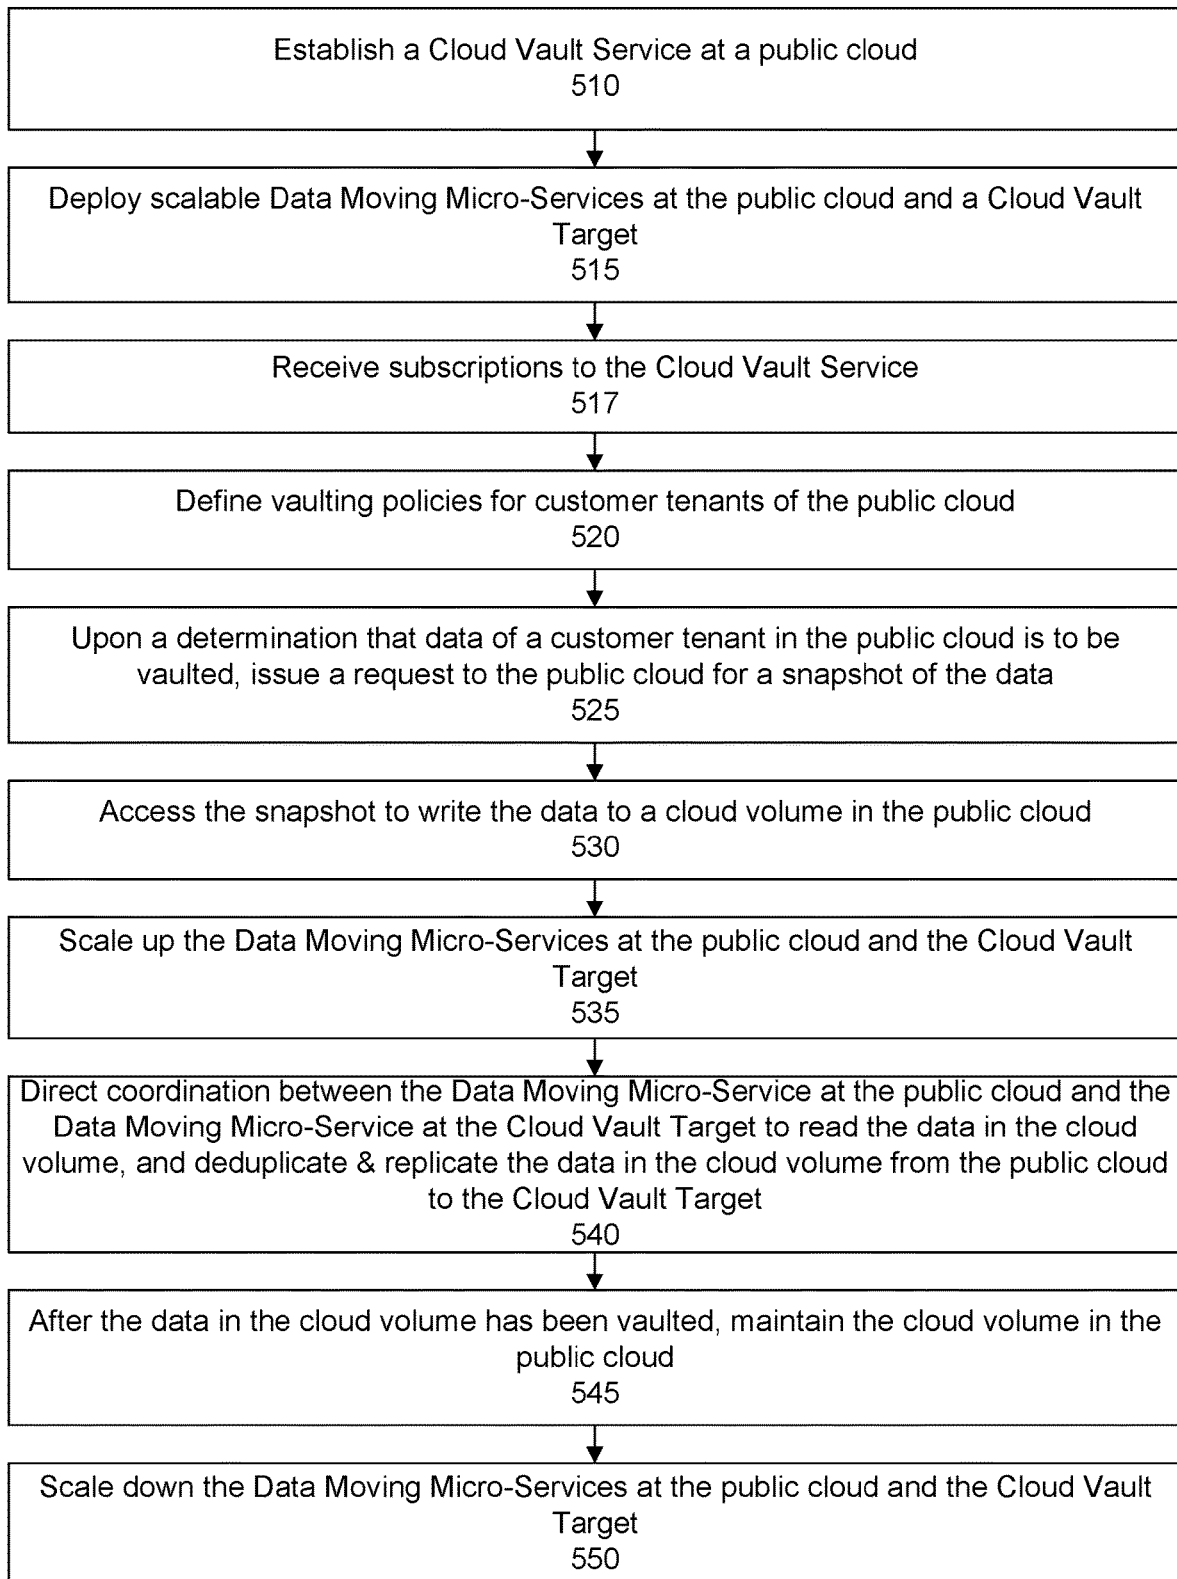 Establish a Cloud Vault Service at a public cloud
510
Deploy scalable Data Moving Micro-Services at the public cloud and a Cloud Vault
Target
515
Receive subscriptions to the Cloud Vault Service
517
Define vaulting policies for customer tenants of the public cloud
520
Upon a determination that data of a customer tenant in the public cloud is to be
vaulted, issue a request to the public cloud for a snapshot of the data
525
Access the snapshot to write the data to a cloud volume in the public cloud
530
Scale up the Data Moving Micro-Services at the public cloud and the Cloud Vault
Target
535
Direct coordination between the Data Moving Micro-Service at the public cloud and the
Data Moving Micro-Service at the Cloud Vault Target to read the data in the cloud
volume, and deduplicate & replicate the data in the cloud volume from the public cloud
to the Cloud Vault Target
540
After the data in the cloud volume has been vaulted, maintain the cloud volume in the
public cloud
545
Scale down the Data Moving Micro-Services at the public cloud and the Cloud Vault
Target
550